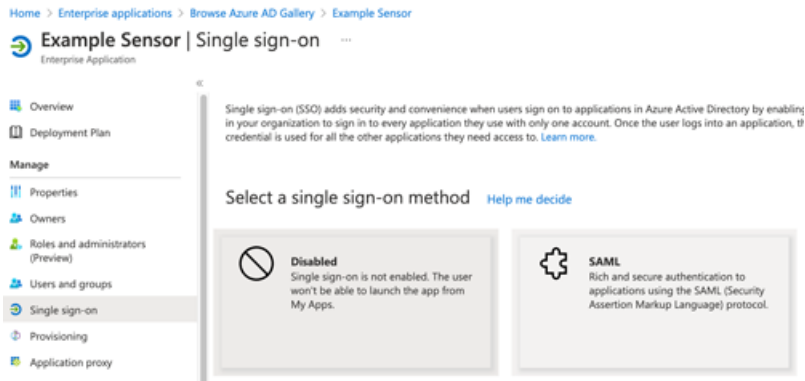 Home > Enterprise applications > Browse Azure AD Gallery > Example Sensor
Example Sensor | Single sign-on ...
Enterprise Application
«
Overview
Deployment Plan
Manage
Properties
Owners
Roles and administrators
(Preview)
Users and groups
Single sign-on
Provisioning
Application proxy
Single sign-on (SSO) adds security and convenience when users sign on to applications in Azure Active Directory by enabling
in your organization to sign in to every application they use with only one account. Once the user logs into an application, th
credential is used for all the other applications they need access to. Learn more.
Select a single sign-on method Help me decide
Disabled
Single sign-on is not enabled. The user
won't be able to launch the app from
My Apps.
SAML
Rich and secure authentication to
applications using the SAML (Security
Assertion Markup Language) protocol.